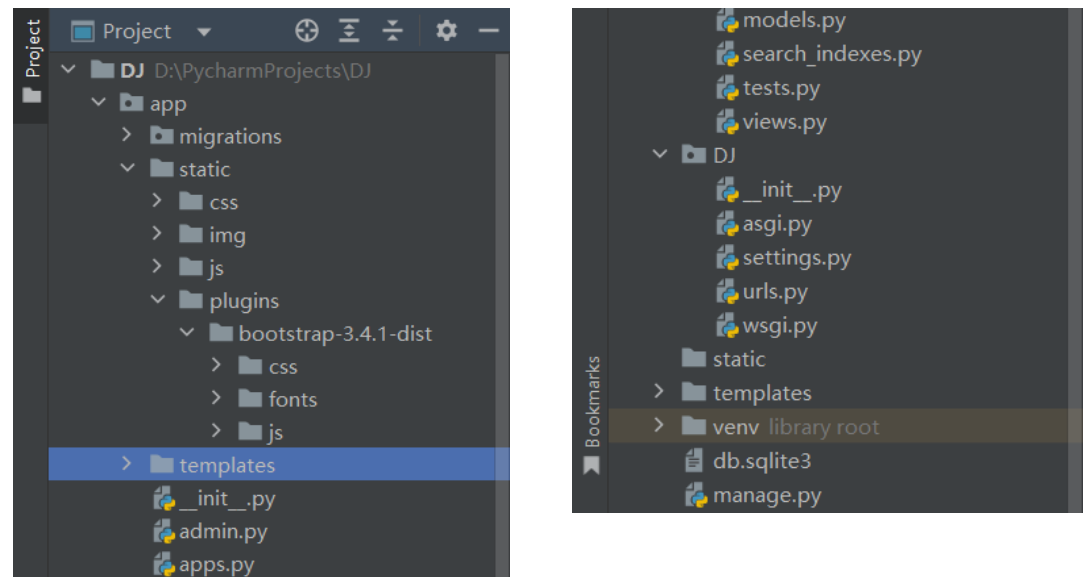 Project
Project
DJ D:\PycharmProjects\DJ
app
migrations
static
css
img
js
plugins
bootstrap-3.4.1-dist
css
fonts
js
templates
__init__.py
admin.py
apps.py
models.py
search_indexes.py
tests.py
views.py
DJ
__init__.py
asgi.py
settings.py
urls.py
wsgi.py
static
templates
venv library root
db.sqlite3
manage.py
Bookmarks